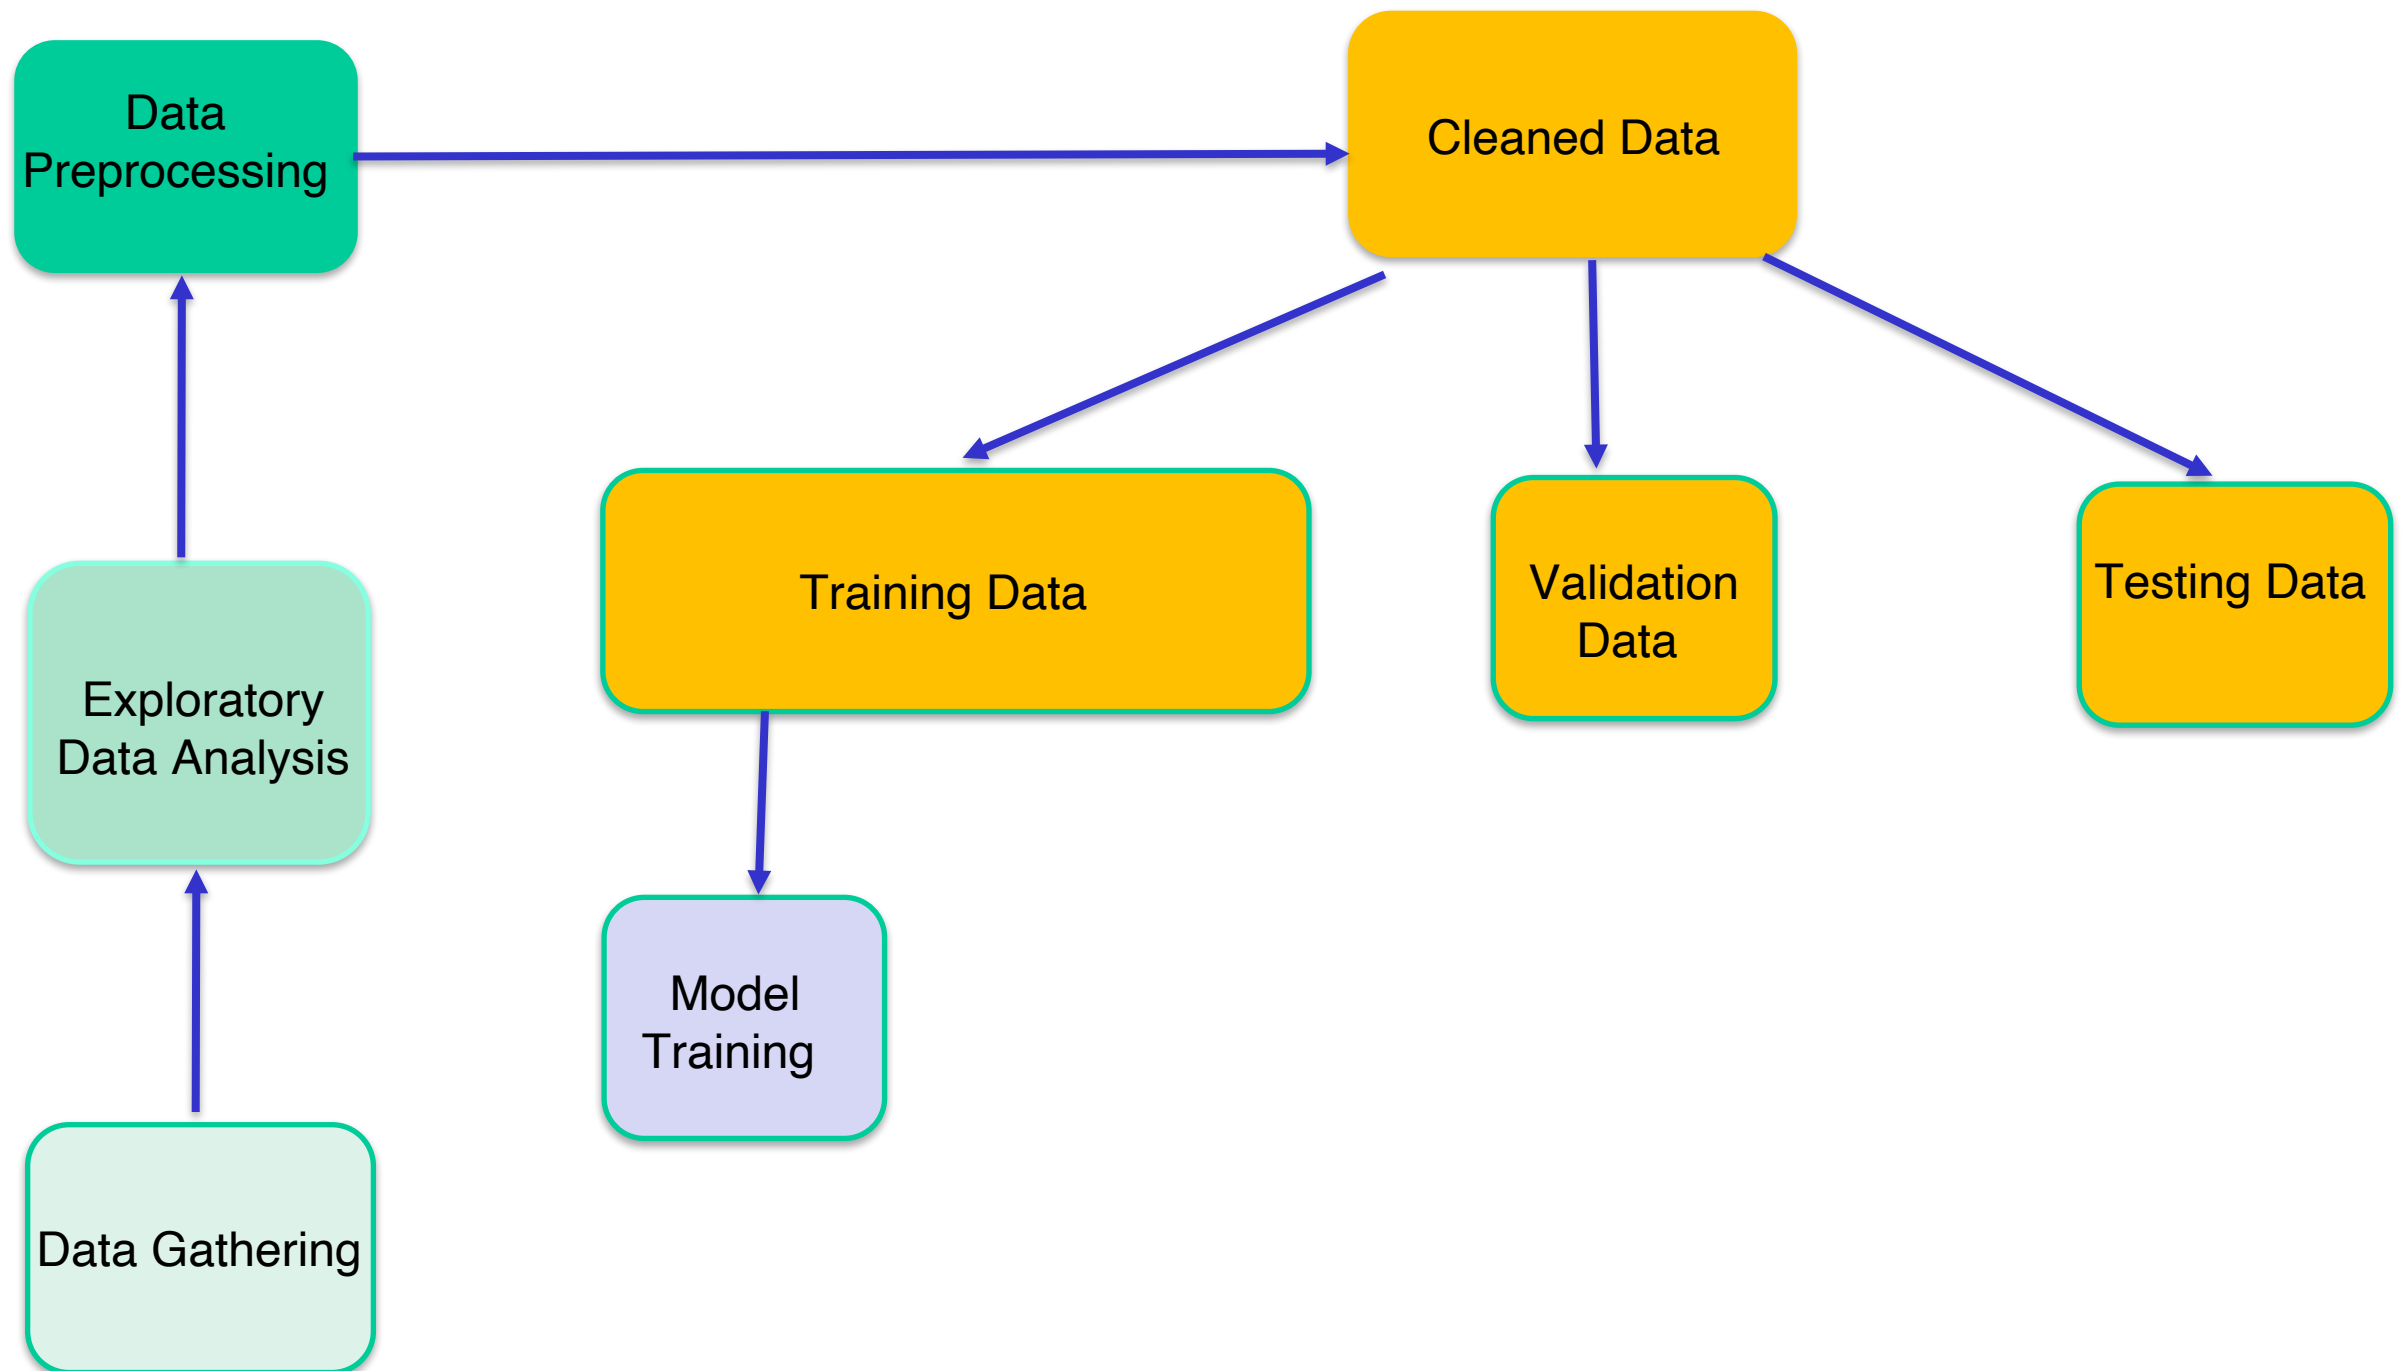 Data
Preprocessing
Cleaned Data
Training Data
Validation
Data
Testing Data
Exploratory
Data Analysis
Model
Training
Data Gathering